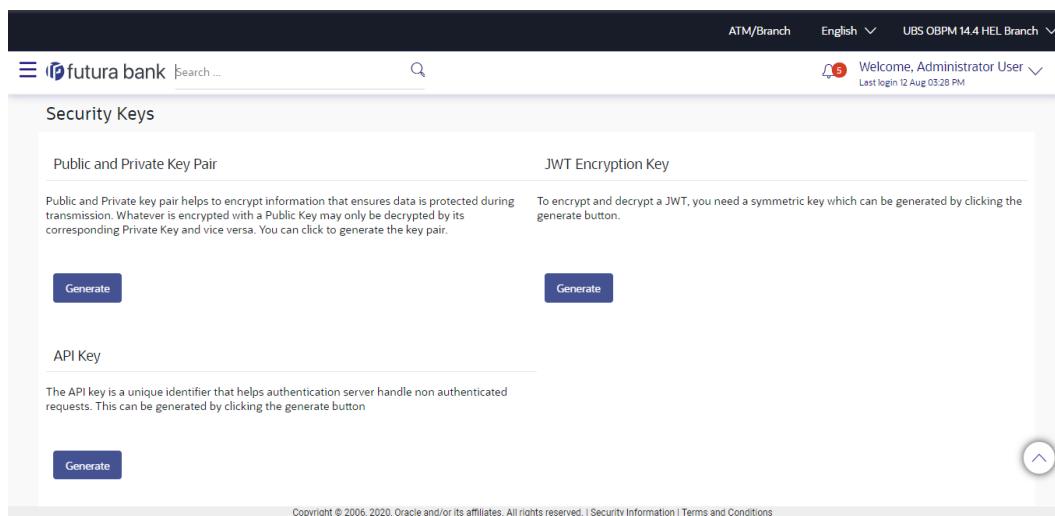 ATM/Branch English UBS OBPM 14.4 HEL Branch
futura bank Search ... 5 Welcome, Administrator User
Last login 12 Aug 03:28 PM
Security Keys
Public and Private Key Pair
Public and Private key pair helps to encrypt information that ensures data is protected during
transmission. Whatever is encrypted with a Public Key may only be decrypted by its
corresponding Private Key and vice versa. You can click to generate the key pair.
Generate
JWT Encryption Key
To encrypt and decrypt a JWT, you need a symmetric key which can be generated by clicking the
generate button.
Generate
API Key
The API key is a unique identifier that helps authentication server handle non authenticated
requests. This can be generated by clicking the generate button
Generate
Copyright © 2006, 2020, Oracle and/or its affiliates. All rights reserved. | Security Information | Terms and Conditions